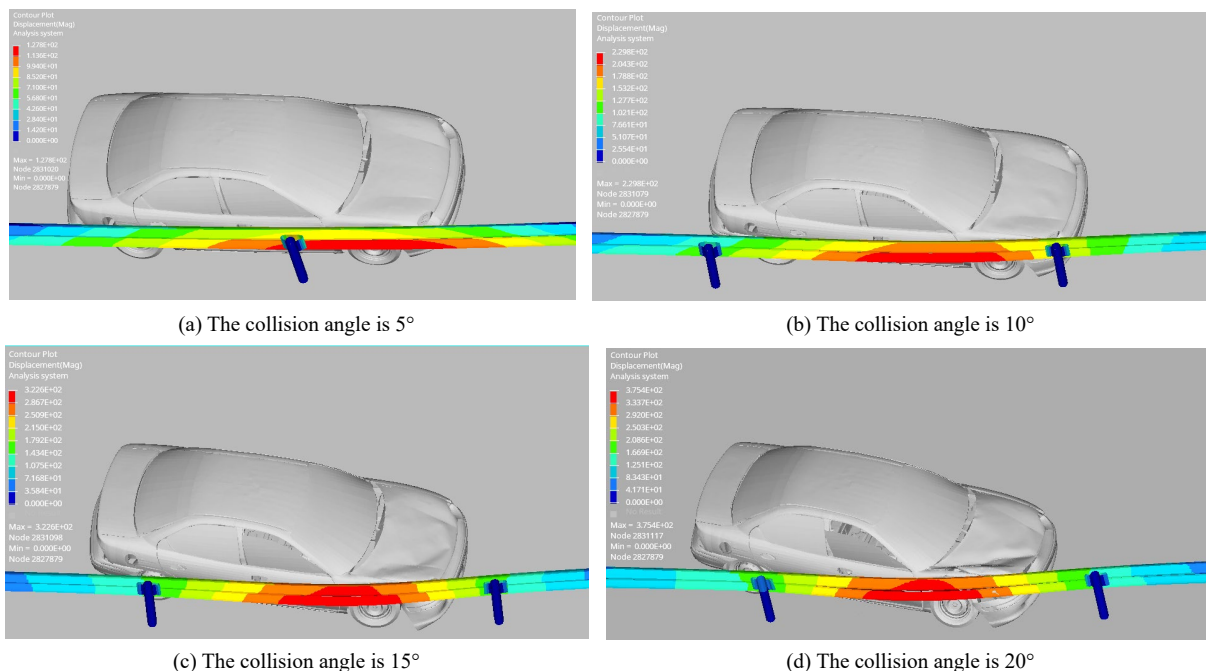 Contour Plot
Displacement(Mag)
Analysis system
1.278E+02
1.136E+02
9.940E+01
8.520E+01
7.100E+01
5.680E+01
4.260E+01
2.840E+01
1.420E+01
0.000E+00
Max = 1.278E+02
Node 2831020
Min = 0.000E+00
Node 2827879
(a) The collision angle is 5°
Contour Plot
Displacement(Mag)
Analysis system
2.298E+02
2.043E+02
1.788E+02
1.532E+02
1.277E+02
1.021E+02
7.661E+01
5.107E+01
2.554E+01
0.000E+00
Max = 2.298E+02
Node 2831079
Min = 0.000E+00
Node 2827879
(b) The collision angle is 10°
Contour Plot
Displacement(Mag)
Analysis system
3.226E+02
2.867E+02
2.509E+02
2.150E+02
1.792E+02
1.434E+02
1.075E+02
7.168E+01
3.584E+01
0.000E+00
Max = 3.226E+02
Node 2831098
Min = 0.000E+00
Node 2827879
(c) The collision angle is 15°
Contour Plot
Displacement(Mag)
Analysis system
3.754E+02
3.337E+02
2.920E+02
2.503E+02
2.086E+02
1.669E+02
1.251E+02
8.343E+01
4.171E+01
0.000E+00
No Result
Max = 3.754E+02
Node 2831117
Min = 0.000E+00
Node 2827879
(d) The collision angle is 20°